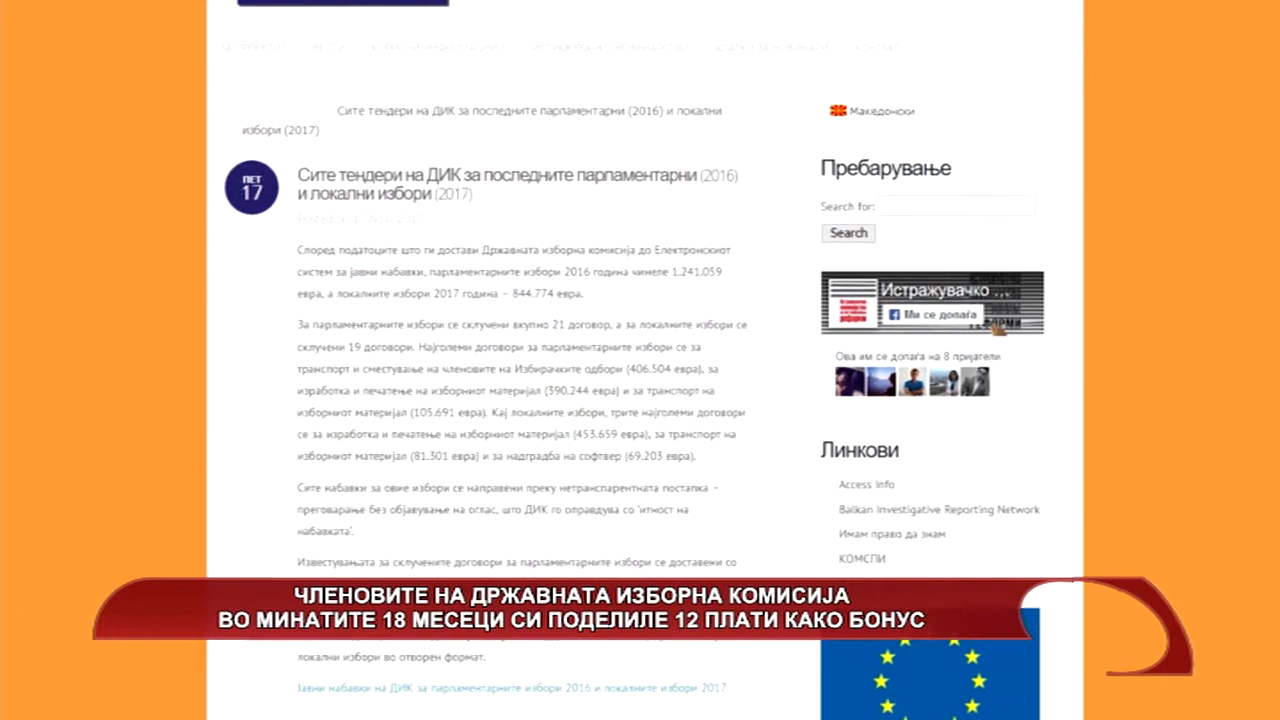 Сите тендери на ДИК за последните парламентарни (2016) и локални
избори (2017)
Македонски
ПЕТ
17
Сите тендери на ДИК за последните парламентарни (2016)
и локални избори (2017)
Според податоците што ги достави Државната изборна комисија до Електронскиот
систем за јавни набавки, парламентарните избори 2016 година чинеле 1.241.059
евра, а локалните избори 2017 година – 844.774 евра.
За парламентарните избори се склучени вкупно 21 договор, а за локалните избори се
склучени 19 договори. Најголеми договори за парламентарните избори се за
транспорт и сместување на членовите на Избирачките одбори (406.504 евра), за
изработка и печатење на изборниот материјал (390.244 евра) и за транспорт на
изборниот материјал (105.691 евра). Кај локалните избори, трите најголеми договори
се за изработка и печатење на изборниот материјал (453.659 евра), за транспорт на
изборниот материјал (81.301 евра) и за надградба на софтвер (69.203 евра).
Сите набавки за овие избори се направени преку нетранспарентната постапка –
преговарање без објавување на оглас, што ДИК го оправдува со 'итност на
набавката'.
Известувањата за склучените договори за парламентарните избори се доставени со
локални избори во отворен формат.
Јавни набавки на ДИК за парламентарните избори 2016 и локалните избори 2017
Пребарување
Search for:
Search
Истражувачко ...
Ми се допаѓа
Ова им се допаѓа на 8 пријатели
Линкови
Access Info
Balkan Investigative Reporting Network
Имам право да знам
КОМСПИ
ЧЛЕНОВИТЕ НА ДРЖАВНАТА ИЗБОРНА КОМИСИЈА
ВО МИНАТИТЕ 18 МЕСЕЦИ СИ ПОДЕЛИЛЕ 12 ПЛАТИ КАКО БОНУС